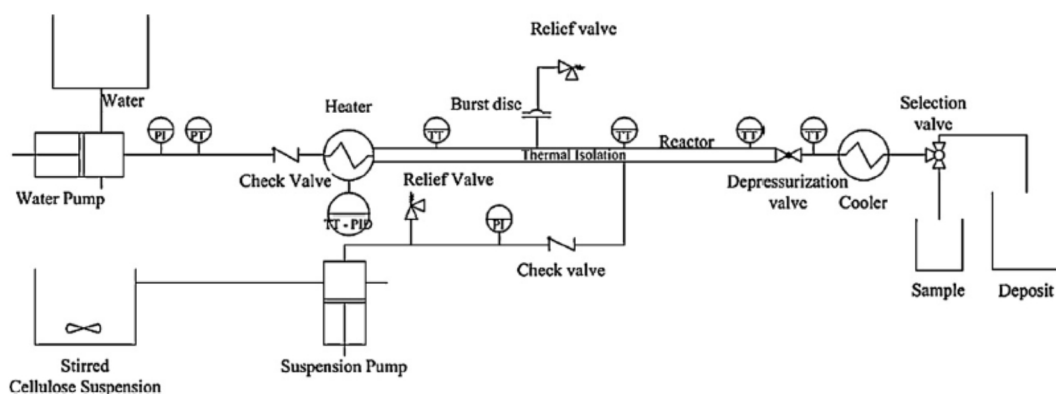 Relief valve
Water
Heater
Burst disc
Selection
valve
PI
PT
TT
TT
TT
TT
Reactor
Thermal Isolation
Check Valve
Relief Valve
Depressurization
valve
Cooler
Water Pump
TT - PID
PI
Check valve
Sample
Deposit
Suspension Pump
Stirred
Cellulose Suspension